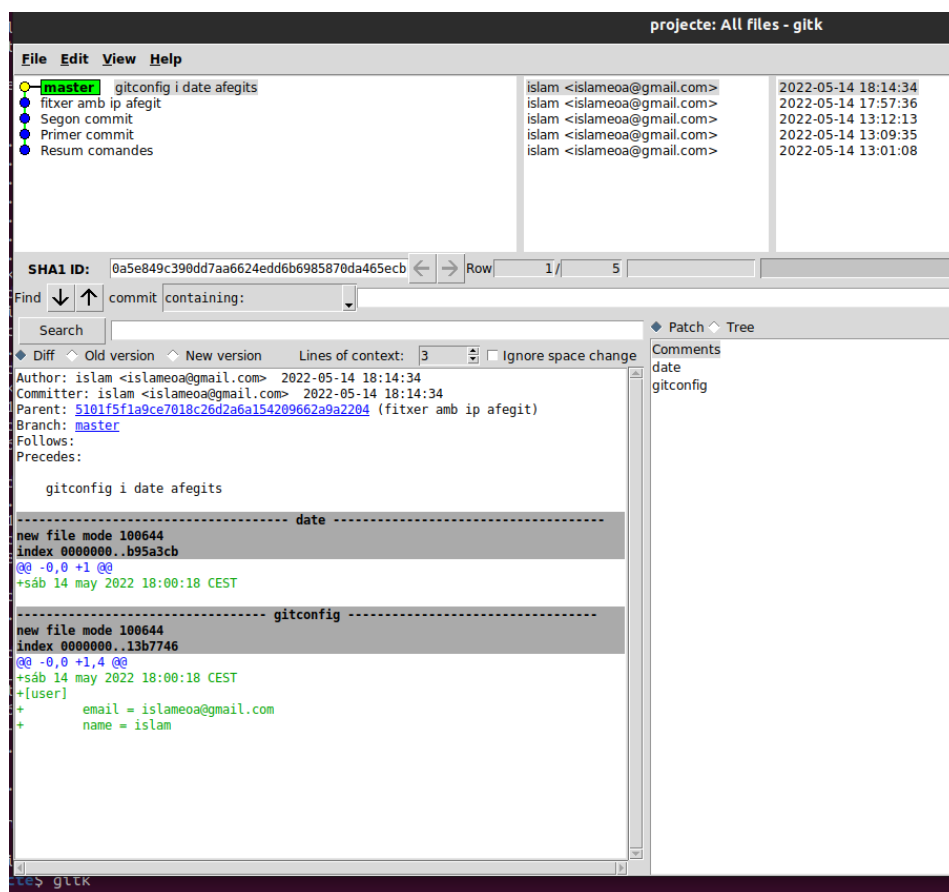 projecte: All files - gitk
File Edit View Help
master gitconfig i date afegits islam <islameoa@gmail.com> 2022-05-14 18:14:34
fitxer amb ip afegit islam <islameoa@gmail.com> 2022-05-14 17:57:36
Segon commit islam <islameoa@gmail.com> 2022-05-14 13:12:13
Primer commit islam <islameoa@gmail.com> 2022-05-14 13:09:35
Resum comandes islam <islameoa@gmail.com> 2022-05-14 13:01:08
SHA1 ID: 0a5e849c390dd7aa6624edd6b6985870da465ecb Row 1 / 5
Find commit containing:
Search
Patch Tree
Diff Old version New version Lines of context: 3 Ignore space change
Comments
date
gitconfig
Author: islam <islameoa@gmail.com> 2022-05-14 18:14:34
Committer: islam <islameoa@gmail.com> 2022-05-14 18:14:34
Parent: 5101f5f1a9ce7018c26d2a6a154209662a9a2204 (fitxer amb ip afegit)
Branch: master
Follows:
Precedes:
gitconfig i date afegits
------------------------------------ date ------------------------------------
new file mode 100644
index 0000000..b95a3cb
@@ -0,0 +1 @@
+sáb 14 may 2022 18:00:18 CEST
--------------------------------- gitconfig ---------------------------------
new file mode 100644
index 0000000..13b7746
@@ -0,0 +1,4 @@
+sáb 14 may 2022 18:00:18 CEST
+[user]
+ email = islameoa@gmail.com
+ name = islam
cte$ gitk